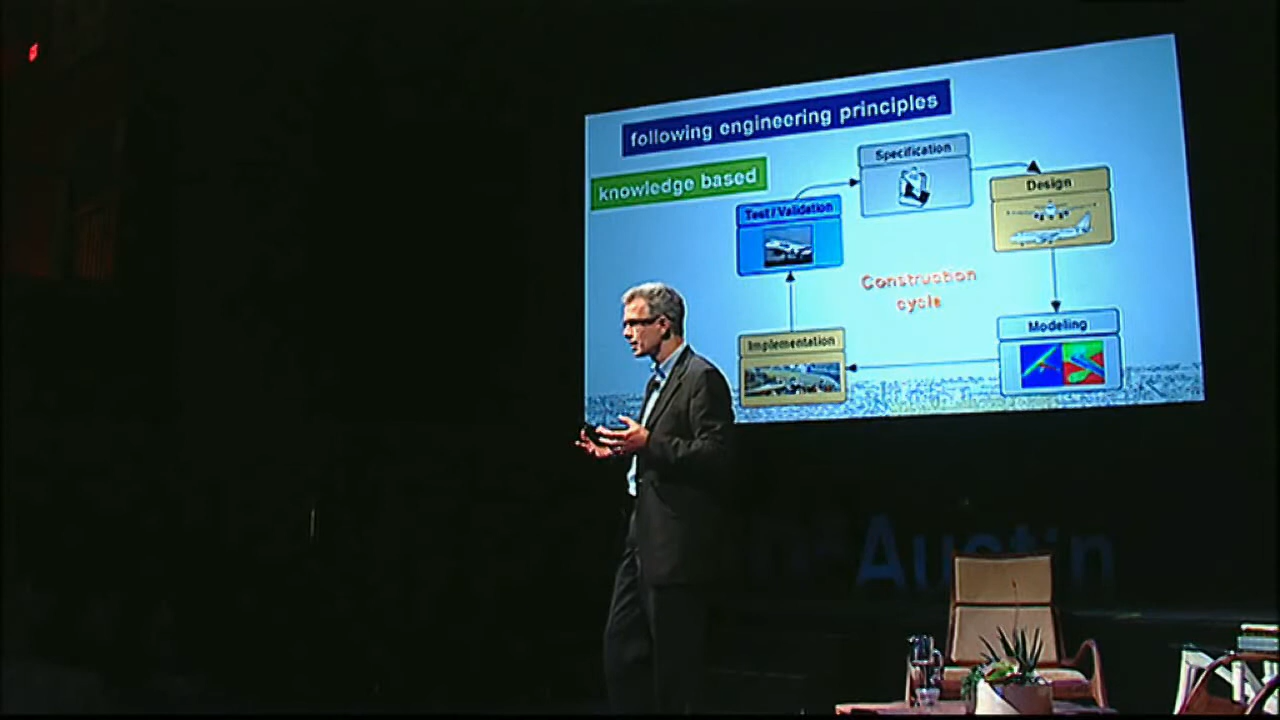 following engineering principles
knowledge based
Specification
Design
Test / Validation
Construction
cycle
Modeling
Implementation
Austin